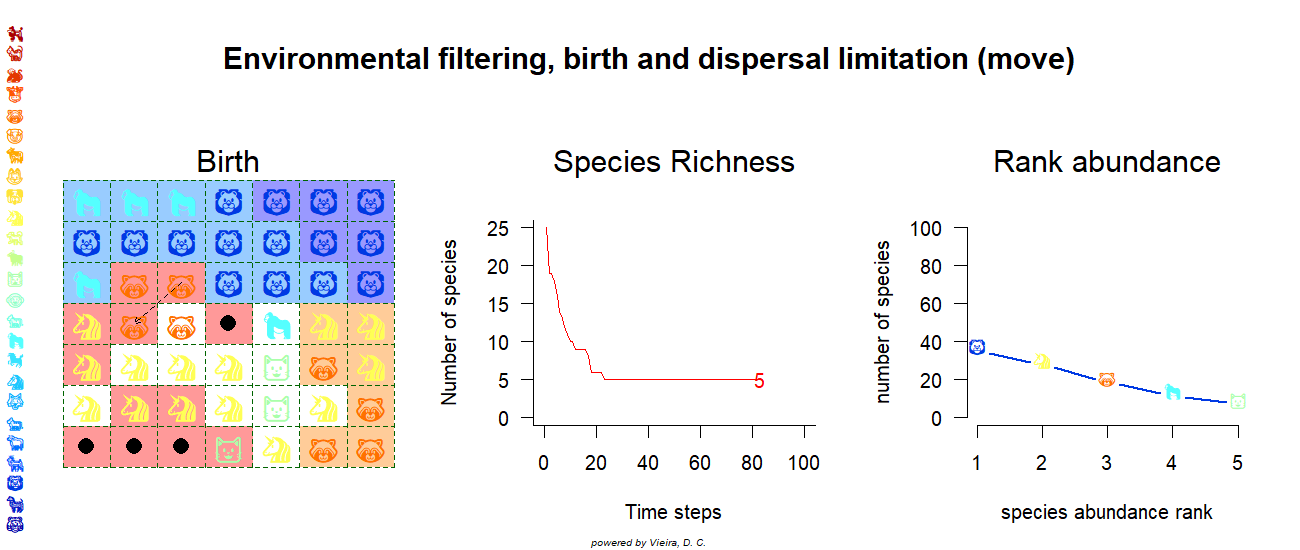 Environmental filtering, birth and dispersal limitation (move)
Birth
Species Richness
Rank abundance
Number of species
25
20
15
10
5
0
5
0
20
40
60
80
100
Time steps
number of species
100
80
60
40
20
0
1
2
3
4
5
species abundance rank
powered by Vieira, D. C.